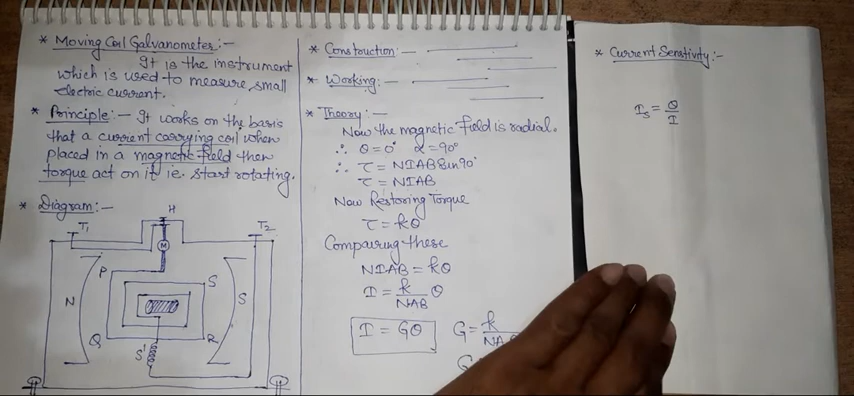 * Moving Coil Galvanometer:-
It is the instrument
which is used to measure small
electric current.
* Principle:- It works on the basis
that a current carrying coil when
placed in a magnetic field then
torque act on it i.e. start rotating.
* Diagram:-
H
T1
T2
M
P
S
N
S
Q
R
S'
* Construction:-
* Working:-
* Theory:-
Now the magnetic field is radial.
∴ θ=0° α=90°
∴ τ = NIAB Sin90°
τ = NIAB
Now Restoring Torque
τ = kθ
Comparing these
NIAB = kθ
I = k/NAB θ
I = Gθ
G = k/NAB
G
* Current Senstivity:-
Is = θ/I